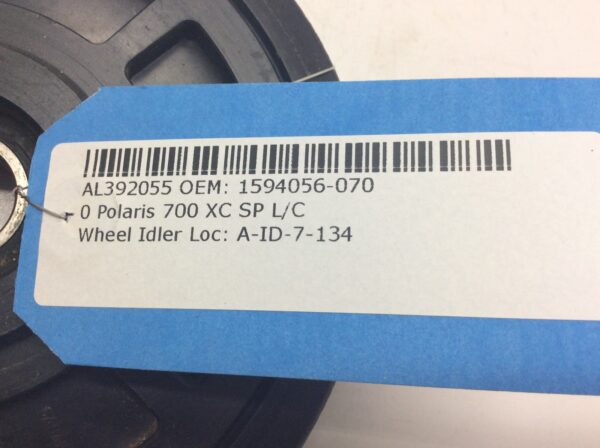 AL392055 OEM: 1594056-070
0 Polaris 700 XC SP L/C
Wheel Idler Loc: A-ID-7-134